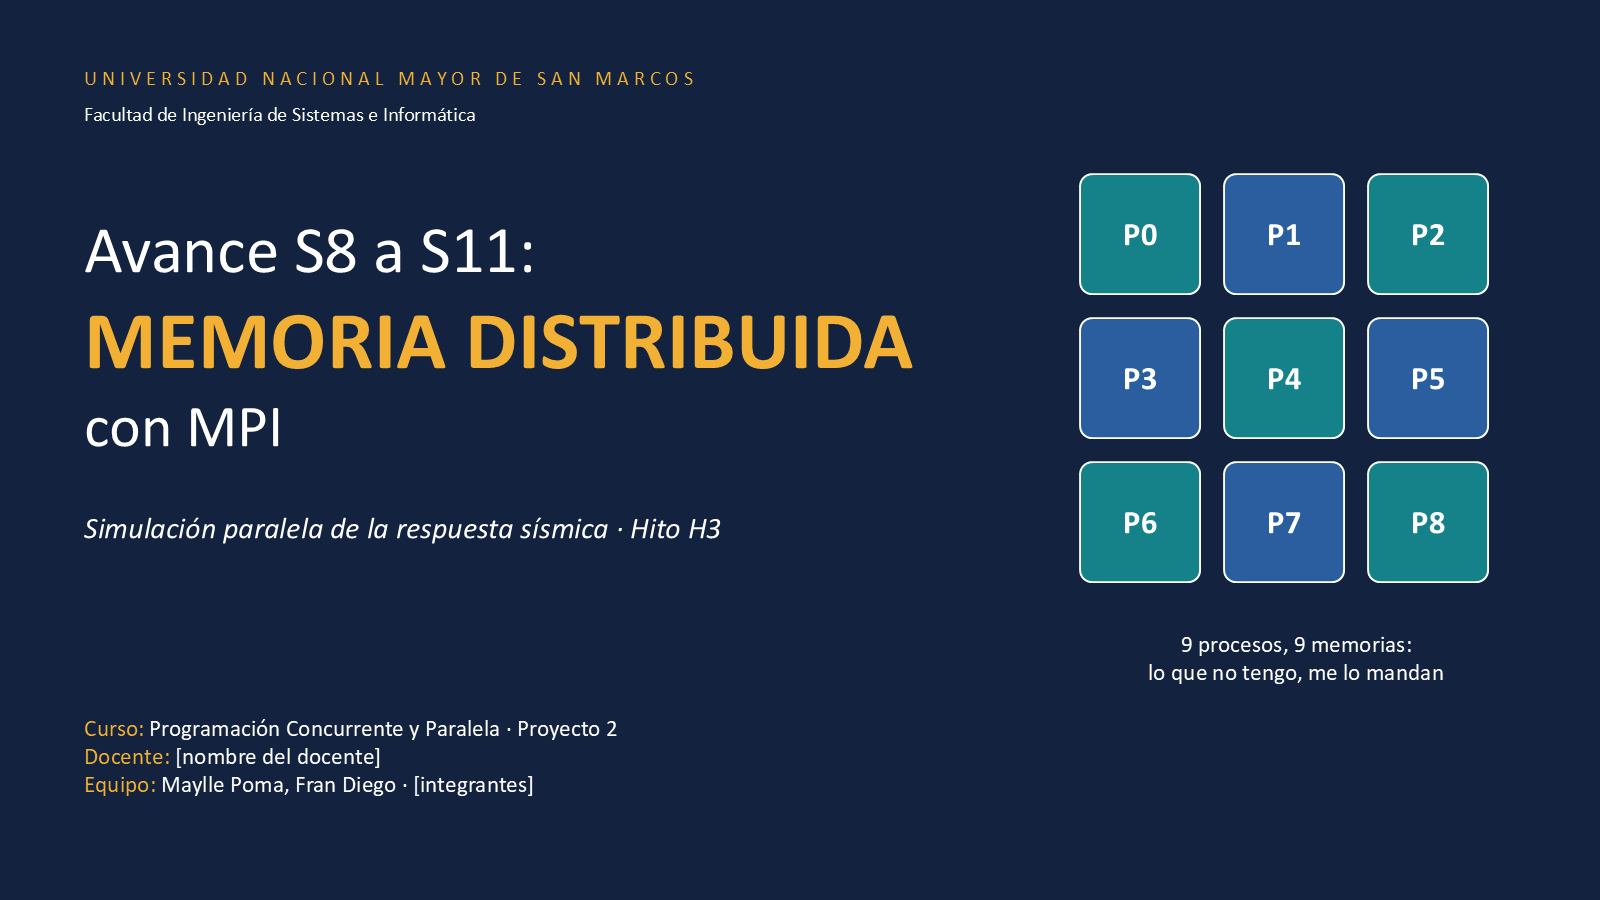 UNIVERSIDAD NACIONAL MAYOR DE SAN MARCOS
Facultad de Ingeniería de Sistemas e Informática
Avance S8 a S11:
MEMORIA DISTRIBUIDA
con MPI
Simulación paralela de la respuesta sísmica · Hito H3
P0 P1 P2
P3 P4 P5
P6 P7 P8
9 procesos, 9 memorias:
lo que no tengo, me lo mandan
Curso: Programación Concurrente y Paralela · Proyecto 2
Docente: [nombre del docente]
Equipo: Maylle Poma, Fran Diego · [integrantes]